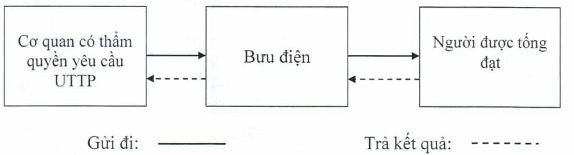 Cơ quan có thẩm
quyền yêu cầu
UTTP
Bưu điện
Người được tống
đạt
Gửi đi:
Trả kết quả: